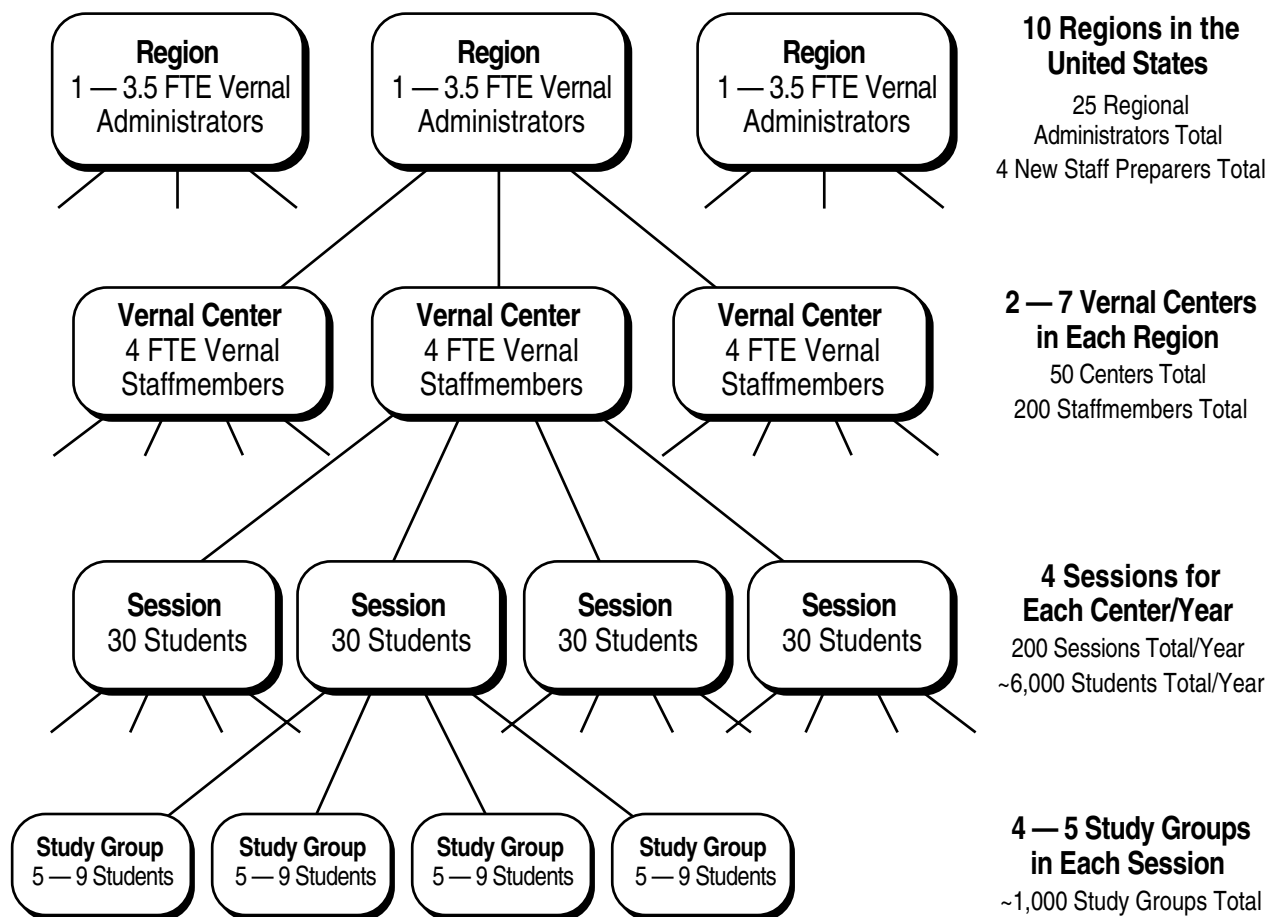 Region
1 — 3.5 FTE Vernal
Administrators
Region
1 — 3.5 FTE Vernal
Administrators
Region
1 — 3.5 FTE Vernal
Administrators
10 Regions in the
United States
25 Regional
Administrators Total
4 New Staff Preparers Total
Vernal Center
4 FTE Vernal
Staffmembers
Vernal Center
4 FTE Vernal
Staffmembers
Vernal Center
4 FTE Vernal
Staffmembers
2 — 7 Vernal Centers
in Each Region
50 Centers Total
200 Staffmembers Total
Session
30 Students
Session
30 Students
Session
30 Students
Session
30 Students
4 Sessions for
Each Center/Year
200 Sessions Total/Year
~6,000 Students Total/Year
Study Group
5 — 9 Students
Study Group
5 — 9 Students
Study Group
5 — 9 Students
Study Group
5 — 9 Students
4 — 5 Study Groups
in Each Session
~1,000 Study Groups Total